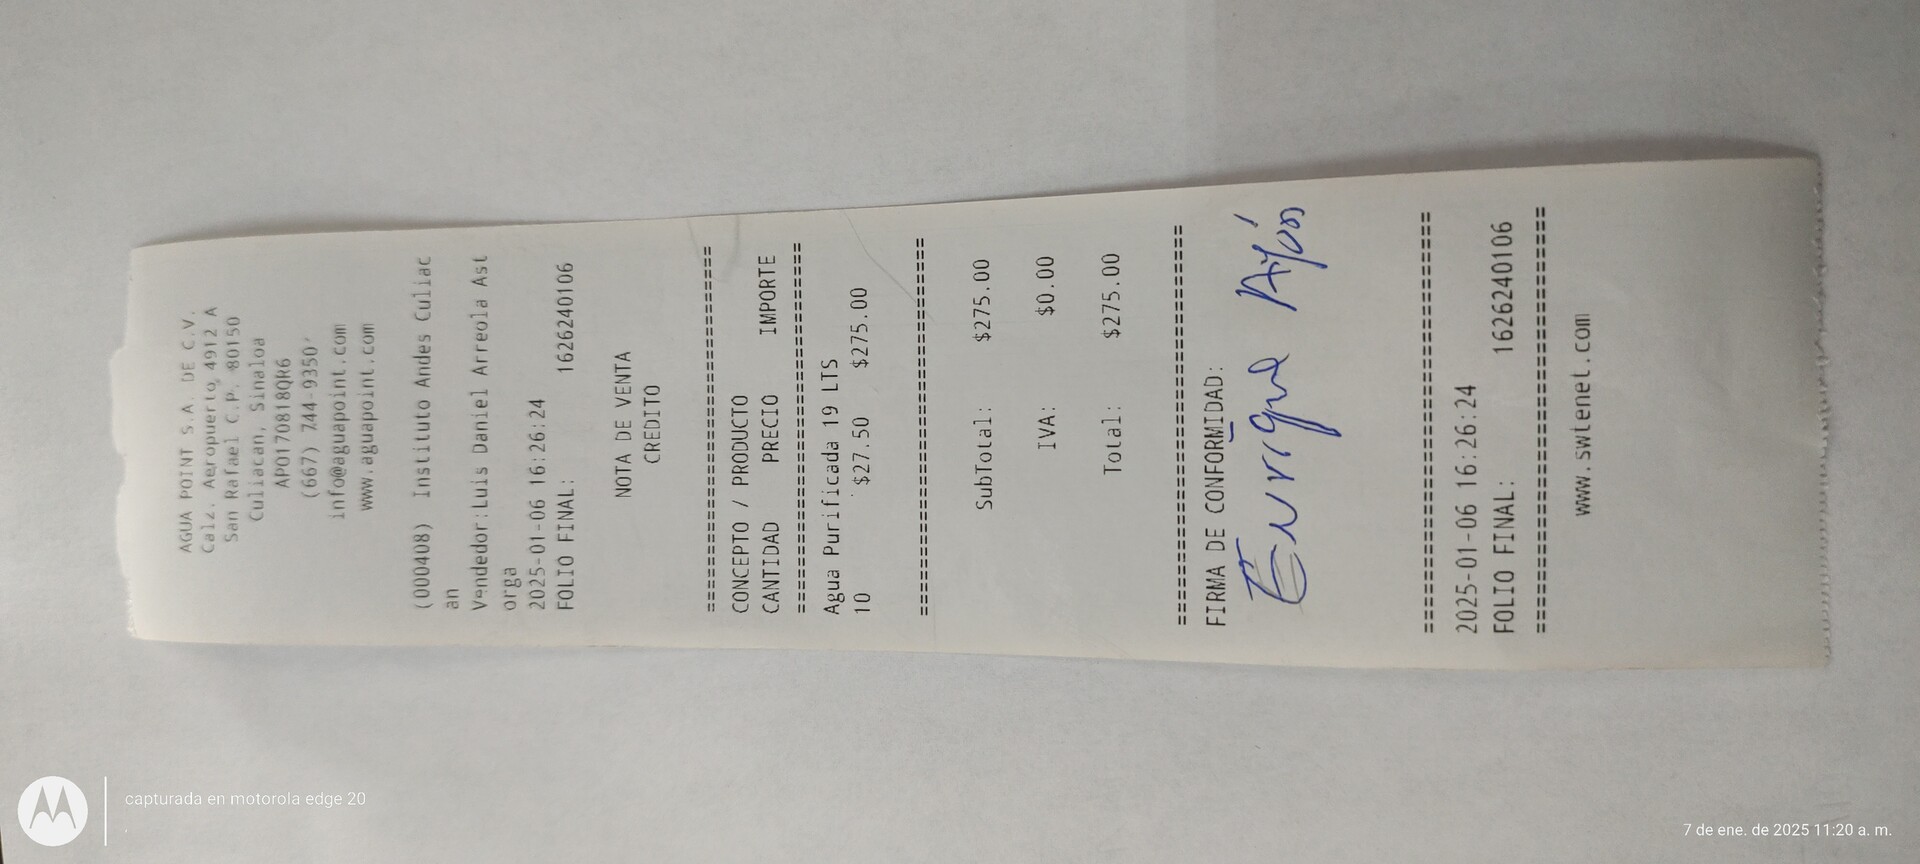 AGUA POINT S.A. DE C.V.
Calz. Aeropuerto, 4912 A
San Rafael C.P. 80150
Culiacan, Sinaloa
APO170818QR6
(667) 744-9350
info@aguapoint.com
www.aguapoint.com
(000408) Instituto Andes Culiac
an
Vendedor:Luis Daniel Arreola Ast
orga
2025-01-06 16:26:24
FOLIO FINAL: 1626240106
NOTA DE VENTA
CREDITO
================================
CONCEPTO / PRODUCTO
CANTIDAD PRECIO IMPORTE
================================
Agua Purificada 19 LTS
10 $27.50 $275.00
================================
SubTotal: $275.00
IVA: $0.00
Total: $275.00
================================
FIRMA DE CONFORMIDAD:
Enrique Ayón
================================
2025-01-06 16:26:24
FOLIO FINAL: 1626240106
================================
www.swtenet.com
capturada en motorola edge 20
7 de ene. de 2025 11:20 a. m.